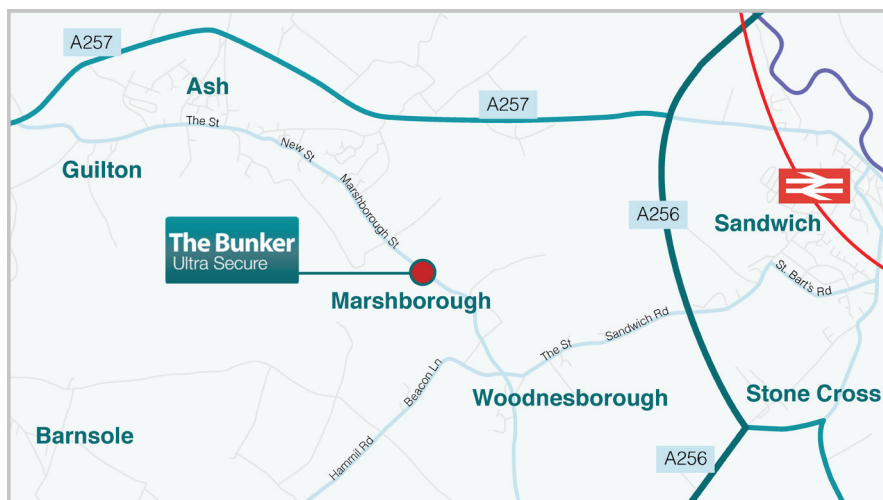 A257
Ash
A257
The St
New St
Guilton
Marshborough St
A256
Sandwich
The Bunker
Ultra Secure
St. Bart's Rd
Marshborough
Sandwich Rd
The St
Beacon Ln
Woodnesborough
Stone Cross
Barnsole
Hammil Rd
A256